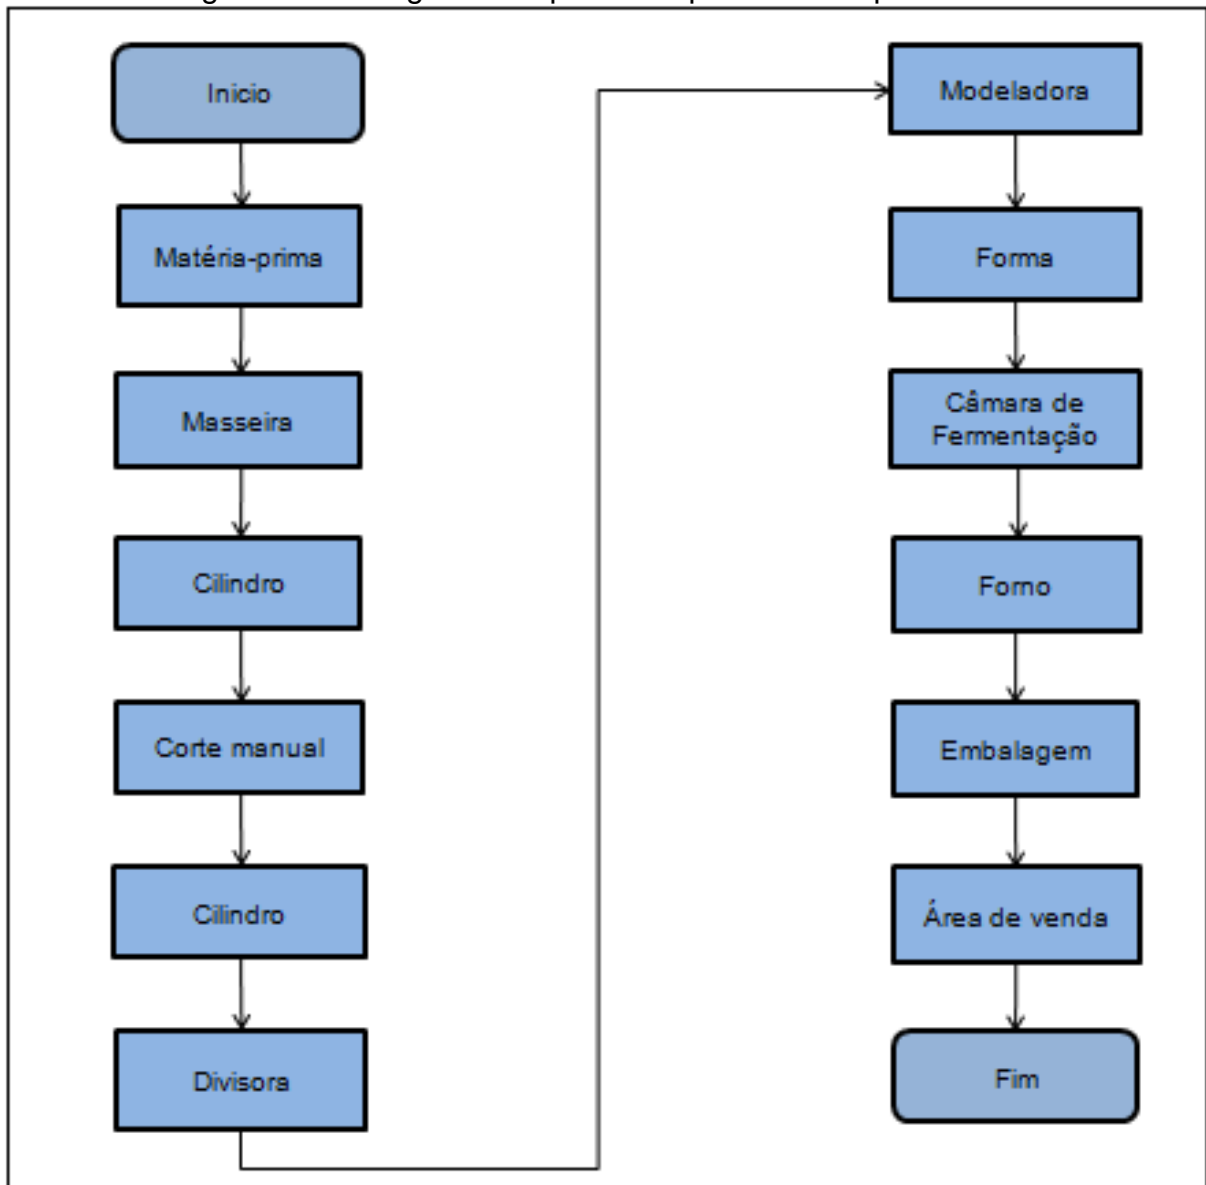 Inicio
Matéria-prima
Masseira
Cilindro
Corte manual
Cilindro
Divisora
Modeladora
Forma
Câmara de
Fermentação
Forno
Embalagem
Área de venda
Fim